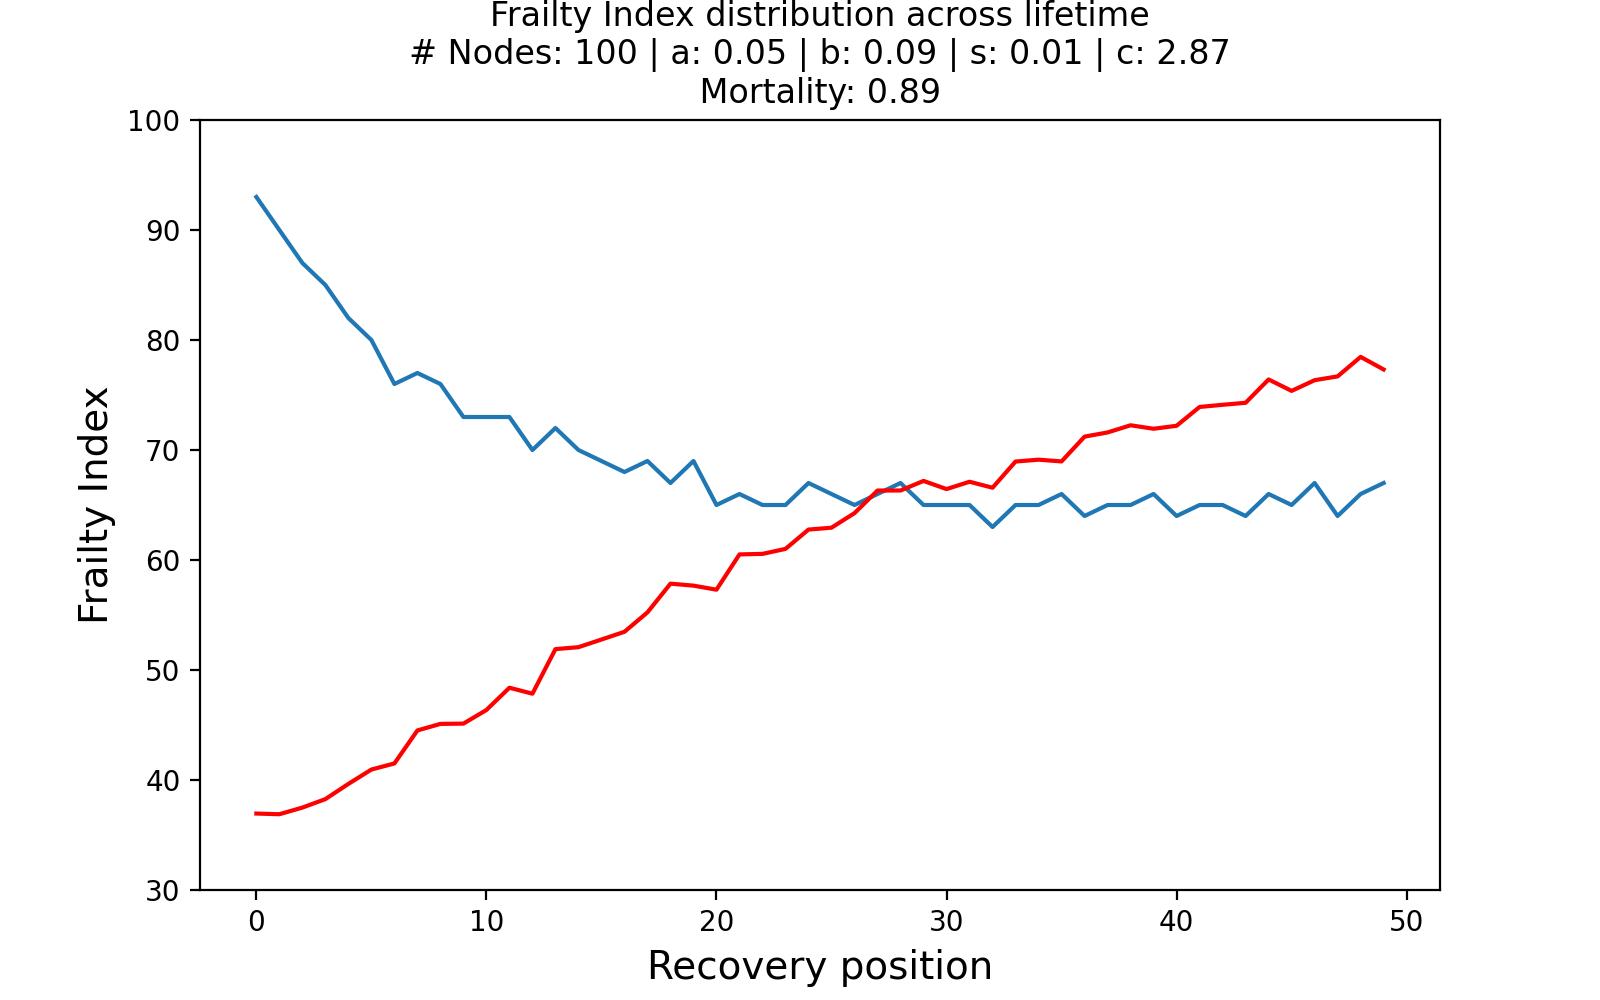 Frailty Index distribution across lifetime
# Nodes: 100 | a: 0.05 | b: 0.09 | s: 0.01 | c: 2.87
Mortality: 0.89
100
90
80
70
60
50
40
30
Frailty Index
0 10 20 30 40 50
Recovery position